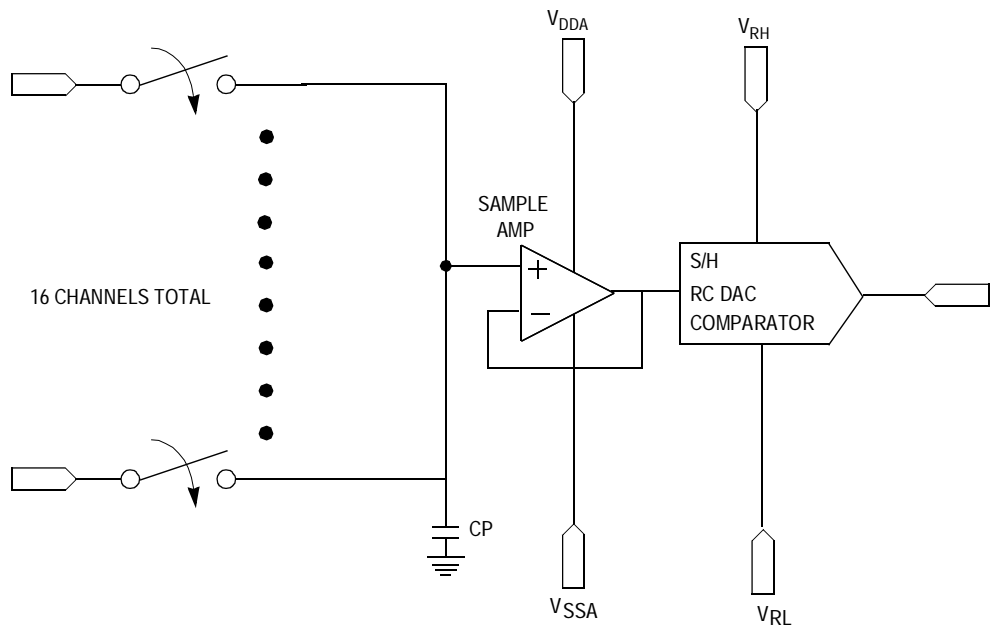 VDDA
VRH
SAMPLE
AMP
+
−
S/H
RC DAC
COMPARATOR
16 CHANNELS TOTAL
CP
VSSA
VRL